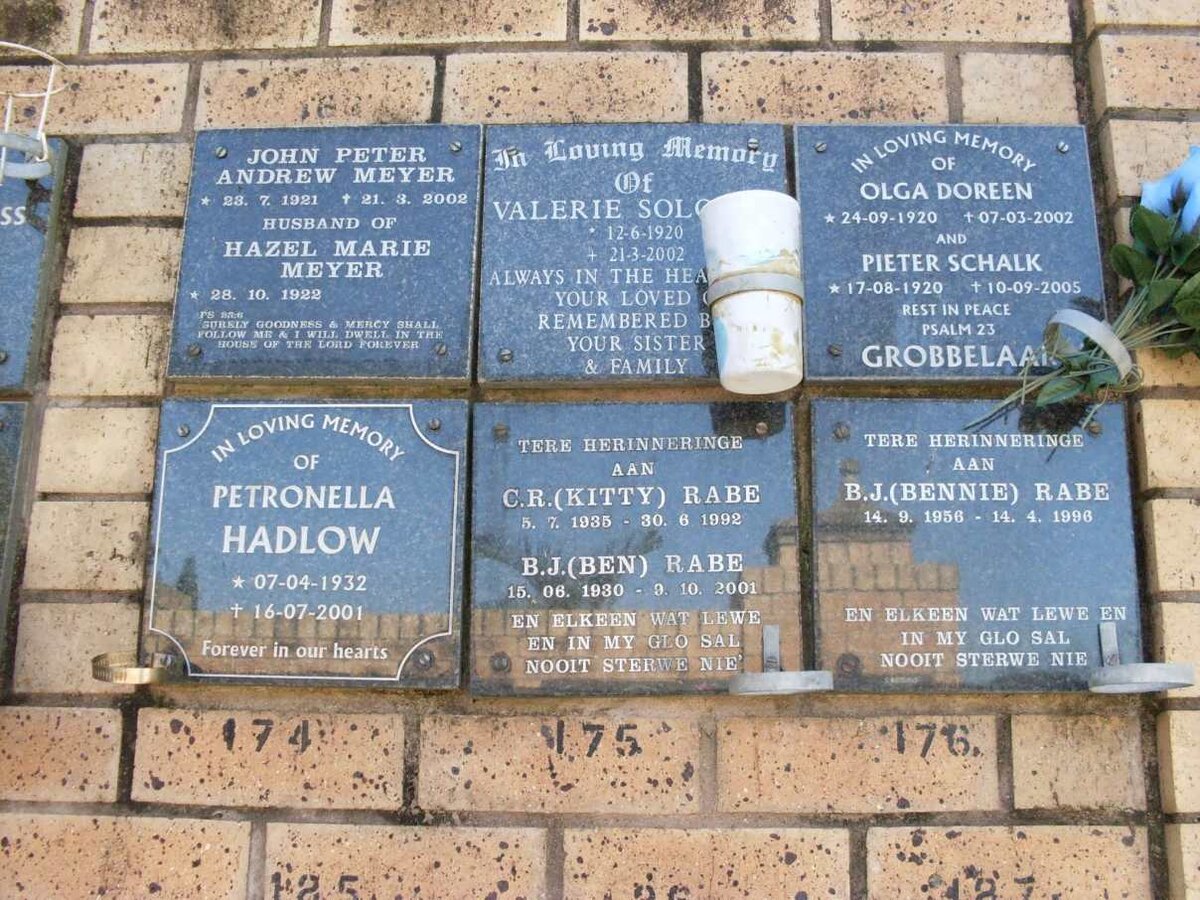 SS
JOHN PETER
ANDREW MEYER
* 23. 7. 1921 † 21. 3. 2002
HUSBAND OF
HAZEL MARIE
MEYER
* 28. 10. 1922
PS 23:6
SURELY GOODNESS & MERCY SHALL
FOLLOW ME & I WILL DWELL IN THE
HOUSE OF THE LORD FOREVER
In Loving Memory
Of
VALERIE
* 12-6-1920
+ 21-3-2002
ALWAYS IN THE
YOUR LOVED
REMEMBERED
YOUR SISTER
& FAMILY
IN LOVING MEMORY
OF
OLGA DOREEN
* 24-09-1920 † 07-03-2002
AND
PIETER SCHALK
* 17-08-1920 † 10-09-2005
REST IN PEACE
PSALM 23
GROBBELAAR
IN LOVING MEMORY
OF
PETRONELLA
HADLOW
* 07-04-1932
† 16-07-2001
Forever in our hearts
TERE HERINNERINGE
AAN
C.R.(KITTY) RABE
5. 7. 1935 - 30. 6 1992
B.J.(BEN) RABE
15. 06. 1930 - 9. 10. 2001
EN ELKEEN WAT LEWE
EN IN MY GLO SAL
NOOIT STERWE NIE'
TERE HERINNERINGE
AAN
B.J.(BENNIE) RABE
14. 9. 1956 - 14. 4. 1996
EN ELKEEN WAT LEWE EN
IN MY GLO SAL
NOOIT STERWE NIE
174
175
176
185
187